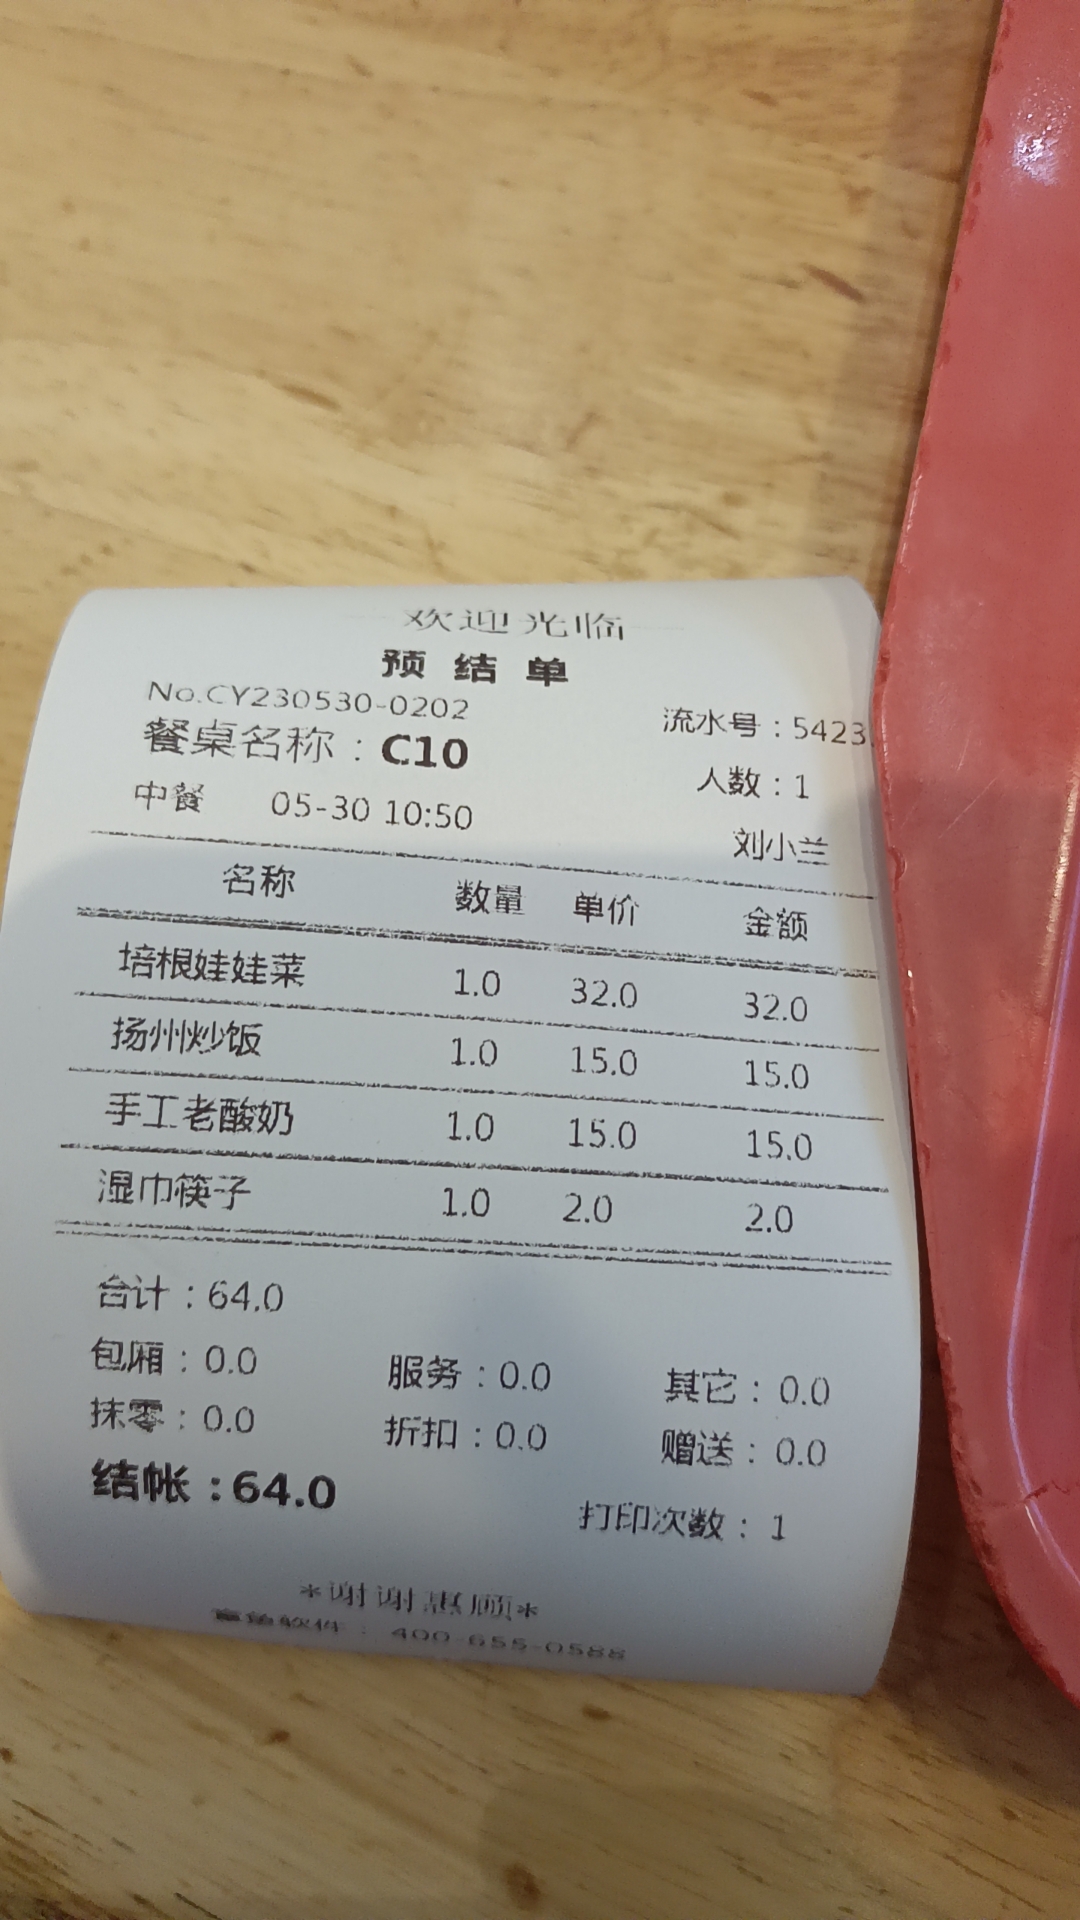 欢迎光临
预 结 单
No.CY230530-0202 流水号：5423
餐桌名称：C10 人数：1
中餐 05-30 10:50 刘小兰
名称 数量 单价 金额
培根娃娃菜 1.0 32.0 32.0
扬州炒饭 1.0 15.0 15.0
手工老酸奶 1.0 15.0 15.0
湿巾筷子 1.0 2.0 2.0
合计：64.0
包厢：0.0 服务：0.0 其它：0.0
抹零：0.0 折扣：0.0 赠送：0.0
结帐：64.0
打印次数：1
*谢谢惠顾*
软件：400-655-0588